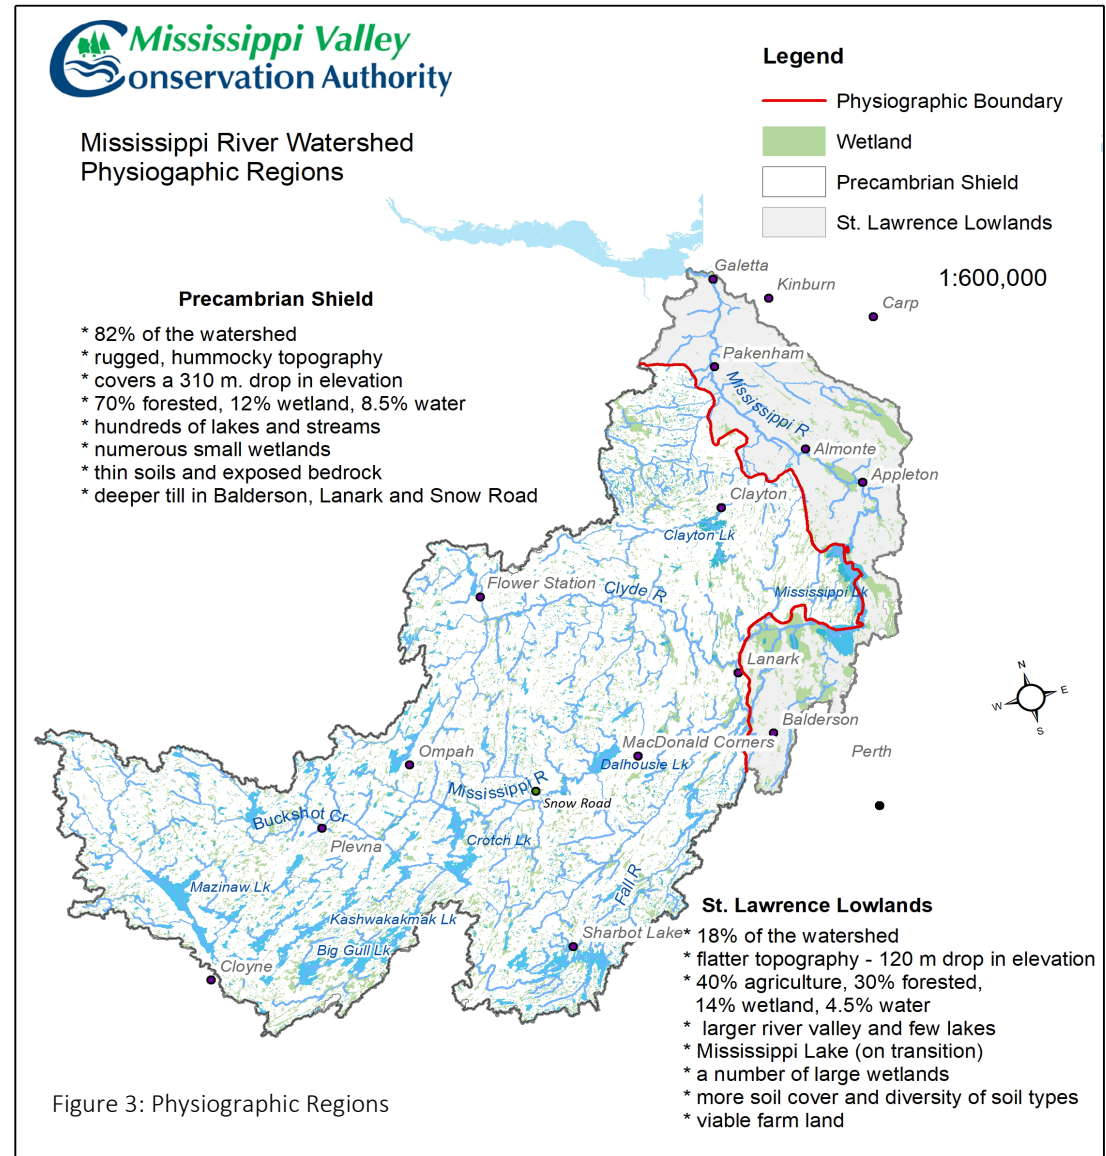 Mississippi Valley
Conservation Authority
Mississippi River Watershed
Physiogaphic Regions
Legend
Physiographic Boundary
Wetland
Precambrian Shield
St. Lawrence Lowlands
1:600,000
Precambrian Shield
* 82% of the watershed
* rugged, hummocky topography
* covers a 310 m. drop in elevation
* 70% forested, 12% wetland, 8.5% water
* hundreds of lakes and streams
* numerous small wetlands
* thin soils and exposed bedrock
* deeper till in Balderson, Lanark and Snow Road
Galetta
Kinburn
Carp
Pakenham
Mississippi R
Almonte
Appleton
Clayton
Clayton Lk
Flower Station
Clyde R
Mississippi Lk
Lanark
Balderson
Perth
N
E
W
S
MacDonald Corners
Dalhousie Lk
Ompah
Mississippi R
Snow Road
Buckshot Cr
Plevna
Crotch Lk
Mazinaw Lk
Kashwakakmak Lk
Fall R
Big Gull Lk
Sharbot Lake
Cloyne
St. Lawrence Lowlands
* 18% of the watershed
* flatter topography - 120 m drop in elevation
* 40% agriculture, 30% forested,
14% wetland, 4.5% water
* larger river valley and few lakes
* Mississippi Lake (on transition)
* a number of large wetlands
* more soil cover and diversity of soil types
* viable farm land
Figure 3: Physiographic Regions